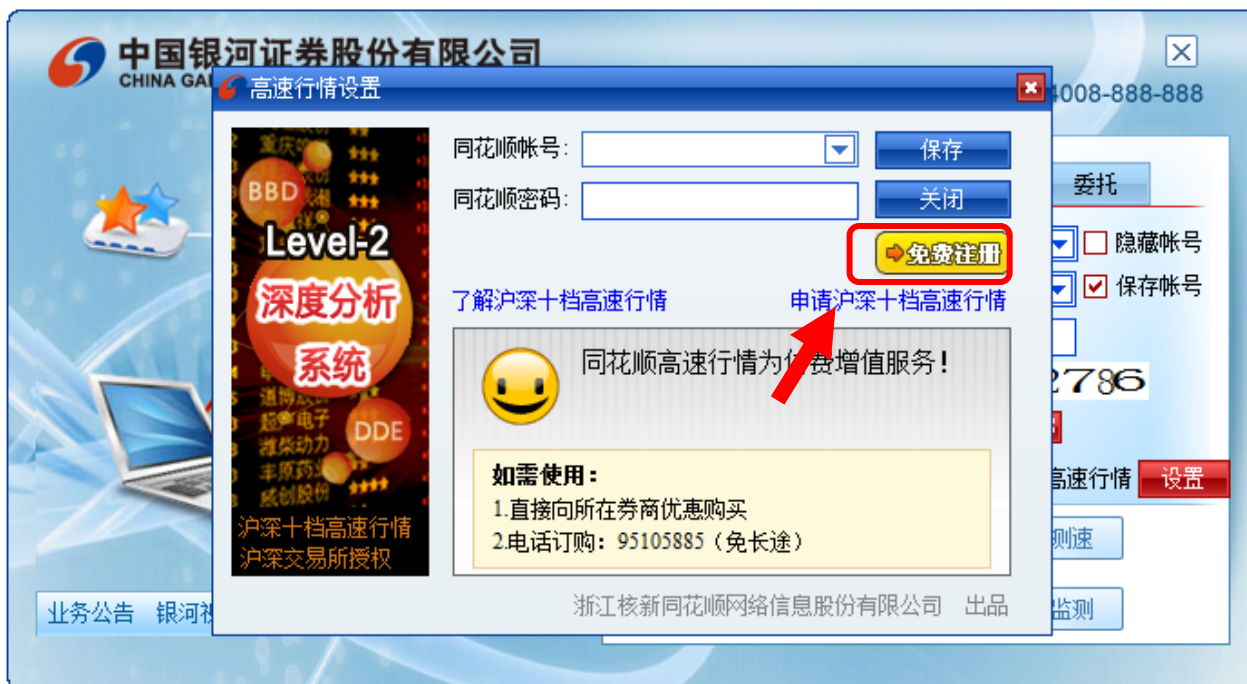 中国银河证券股份有限公司
CHINA GAL
4008-888-888
高速行情设置
同花顺帐号:
保存
同花顺密码:
关闭
免费注册
了解沪深十档高速行情
申请沪深十档高速行情
BBD
Level-2
深度分析
系统
DDE
沪深十档高速行情
沪深交易所授权
同花顺高速行情为付费增值服务!
如需使用:
1.直接向所在券商优惠购买
2.电话订购: 95105885 (免长途)
浙江核新同花顺网络信息股份有限公司 出品
委托
隐藏帐号
保存帐号
2786
高速行情 设置
测速
监测
业务公告 银河